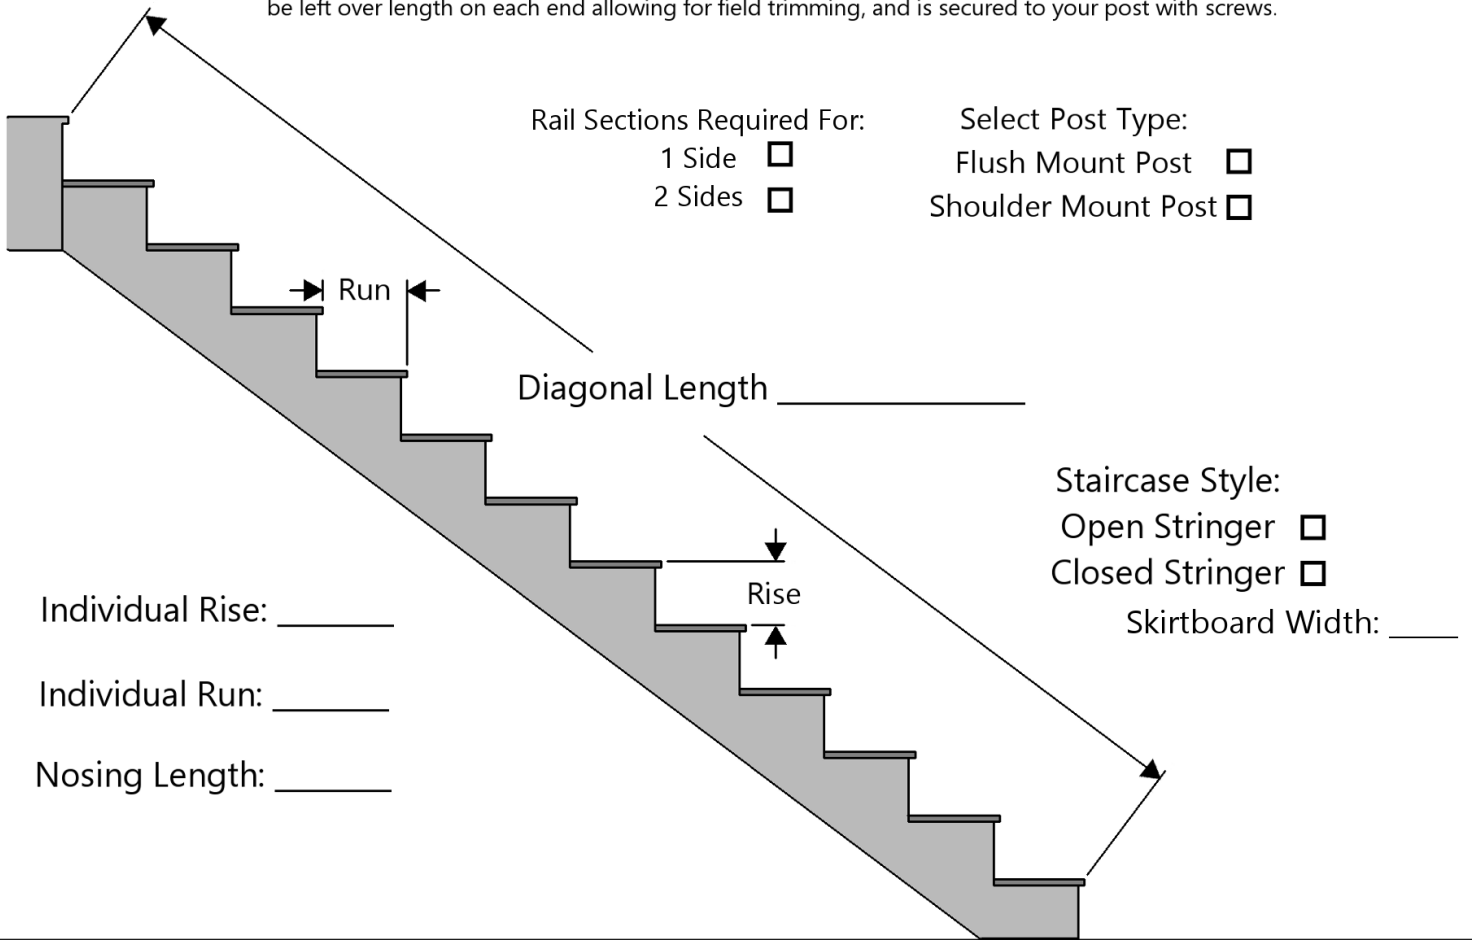 be left over length on each end allowing for field trimming, and is secured to your post with screws.
Rail Sections Required For:
1 Side
2 Sides
Select Post Type:
Flush Mount Post
Shoulder Mount Post
Run
Diagonal Length
Rise
Staircase Style:
Open Stringer
Closed Stringer
Skirtboard Width:
Individual Rise:
Individual Run:
Nosing Length: